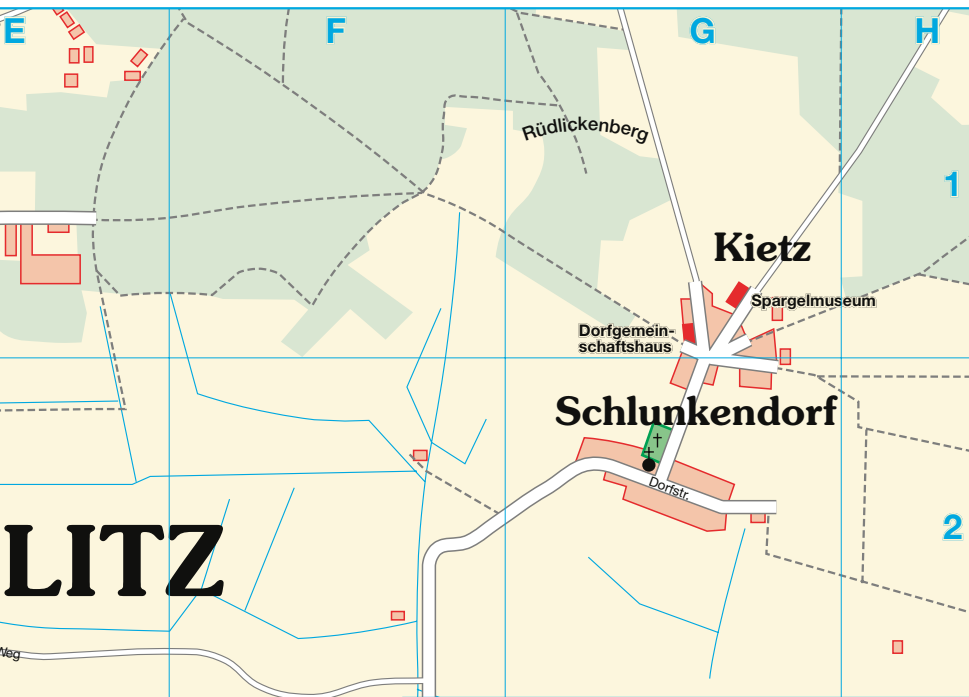 E F G H
Rüdlickenberg
1
Kietz
Spargelmuseum
Dorfgemein-
schaftshaus
Schlunkendorf
Dorfstr.
LITZ
2
Weg